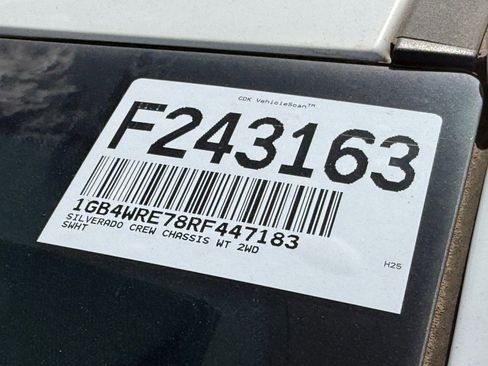 CDK VehicleScan™
F243163
1GB4WRE78RF447183
SILVERADO CREW CHASSIS WT 2WD
SWHT
H25